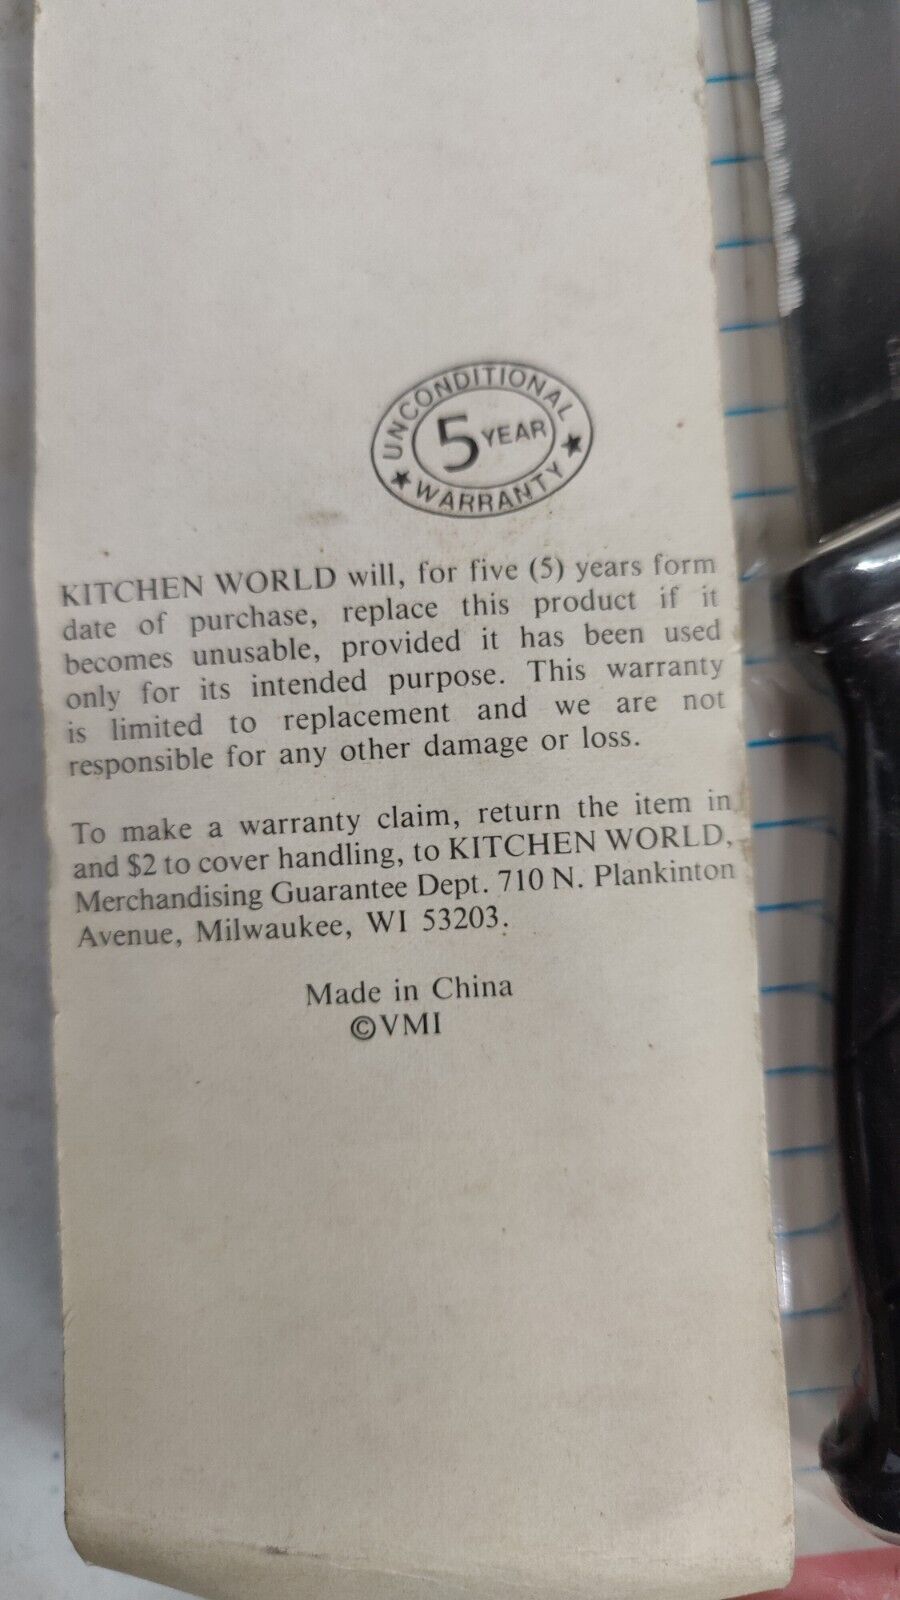 UNCONDITIONAL
5 YEAR
★ WARRANTY ★
KITCHEN WORLD will, for five (5) years form
date of purchase, replace this product if it
becomes unusable, provided it has been used
only for its intended purpose. This warranty
is limited to replacement and we are not
responsible for any other damage or loss.
To make a warranty claim, return the item in
and $2 to cover handling, to KITCHEN WORLD,
Merchandising Guarantee Dept. 710 N. Plankinton
Avenue, Milwaukee, WI 53203.
Made in China
©VMI